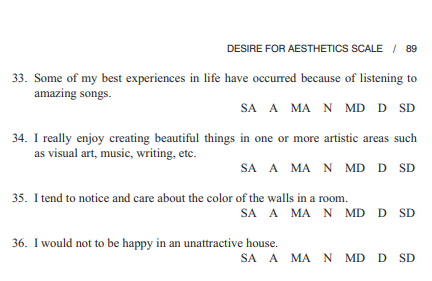 DESIRE FOR AESTHETICS SCALE / 89
33. Some of my best experiences in life have occurred because of listening to
amazing songs.
SA A MA N MD D SD
34. I really enjoy creating beautiful things in one or more artistic areas such
as visual art, music, writing, etc.
SA A MA N MD D SD
35. I tend to notice and care about the color of the walls in a room.
SA A MA N MD D SD
36. I would not to be happy in an unattractive house.
SA A MA N MD D SD